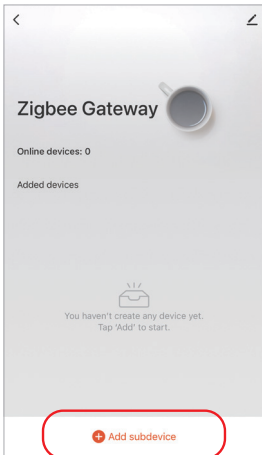 Zigbee Gateway
Online devices: 0
Added devices
You haven't create any device yet.
Tap 'Add' to start.
Add subdevice